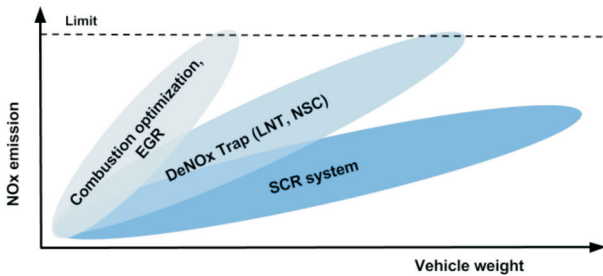 Limit
Combustion optimization,
EGR
DeNOx Trap (LNT, NSC)
SCR system
NOx emission
Vehicle weight